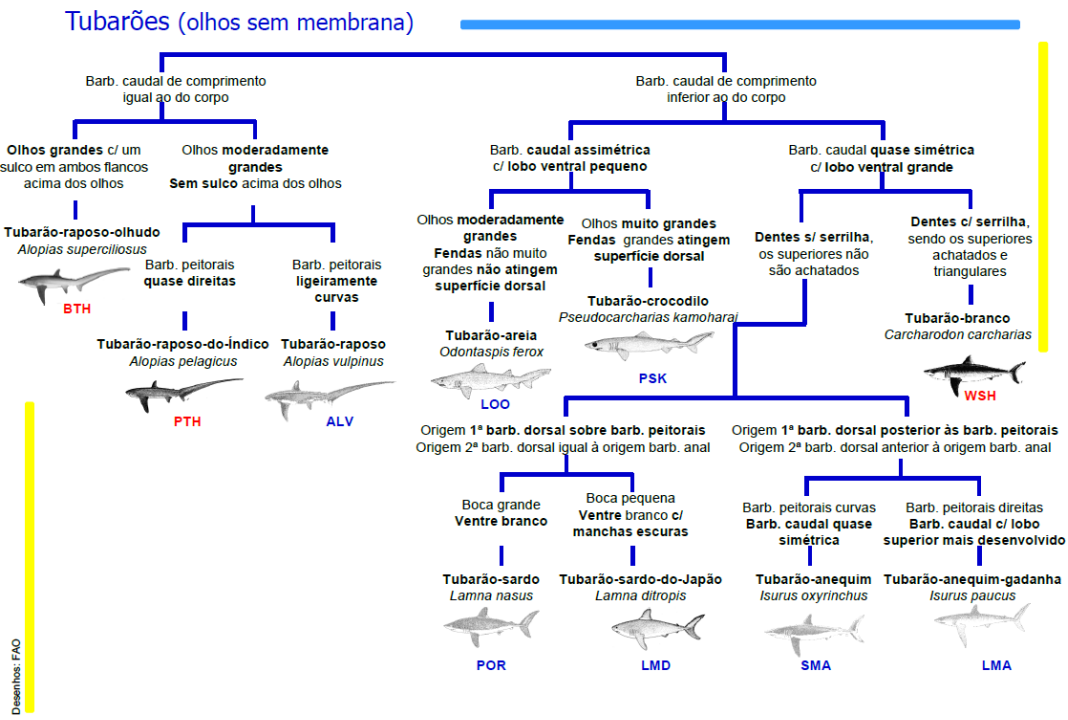 Tubarões (olhos sem membrana)
Barb. caudal de comprimento
igual ao do corpo
Barb. caudal de comprimento
inferior ao do corpo
Olhos grandes c/ um
sulco em ambos flancos
acima dos olhos
Olhos moderadamente
grandes
Sem sulco acima dos olhos
Barb. caudal assimétrica
c/ lobo ventral pequeno
Barb. caudal quase simétrica
c/ lobo ventral grande
Tubarão-raposo-olhudo
Alopias superciliosus
BTH
Barb. peitorais
quase direitas
Barb. peitorais
ligeiramente
curvas
Olhos moderadamente
grandes
Fendas não muito
grandes não atingem
superfície dorsal
Olhos muito grandes
Fendas grandes atingem
superfície dorsal
Dentes s/ serrilha,
os superiores não
são achatados
Dentes c/ serrilha,
sendo os superiores
achatados e
triangulares
Tubarão-raposo-do-Índico
Alopias pelagicus
PTH
Tubarão-raposo
Alopias vulpinus
ALV
Tubarão-areia
Odontaspis ferox
LOO
Tubarão-crocodilo
Pseudocarcharias kamoharai
PSK
Tubarão-branco
Carcharodon carcharias
WSH
Origem 1ª barb. dorsal sobre barb. peitorais
Origem 2ª barb. dorsal igual à origem barb. anal
Origem 1ª barb. dorsal posterior às barb. peitorais
Origem 2ª barb. dorsal anterior à origem barb. anal
Boca grande
Ventre branco
Boca pequena
Ventre branco c/
manchas escuras
Barb. peitorais curvas
Barb. caudal quase
simétrica
Barb. peitorais direitas
Barb. caudal c/ lobo
superior mais desenvolvido
Tubarão-sardo
Lamna nasus
POR
Tubarão-sardo-do-Japão
Lamna ditropis
LMD
Tubarão-anequim
Isurus oxyrinchus
SMA
Tubarão-anequim-gadanha
Isurus paucus
LMA
Desenhos: FAO